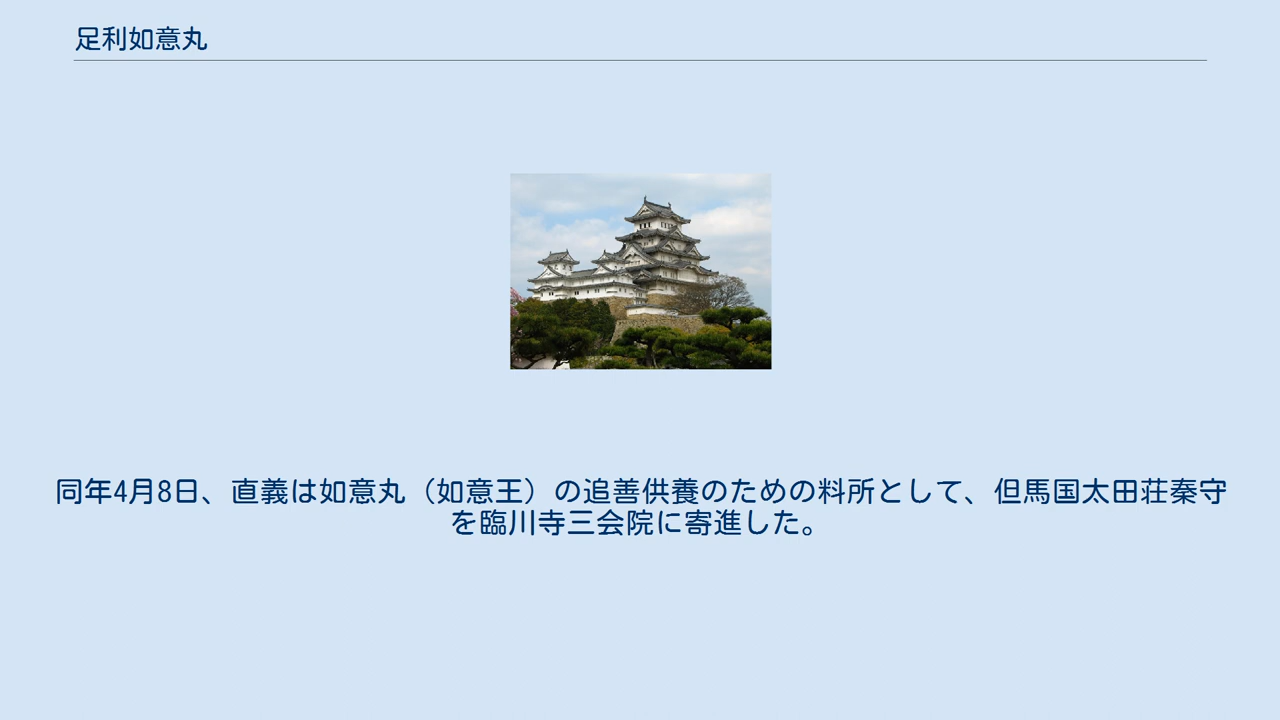 足利如意丸
同年4月8日、直義は如意丸（如意王）の追善供養のための料所として、但馬国太田荘秦守
を臨川寺三会院に寄進した。